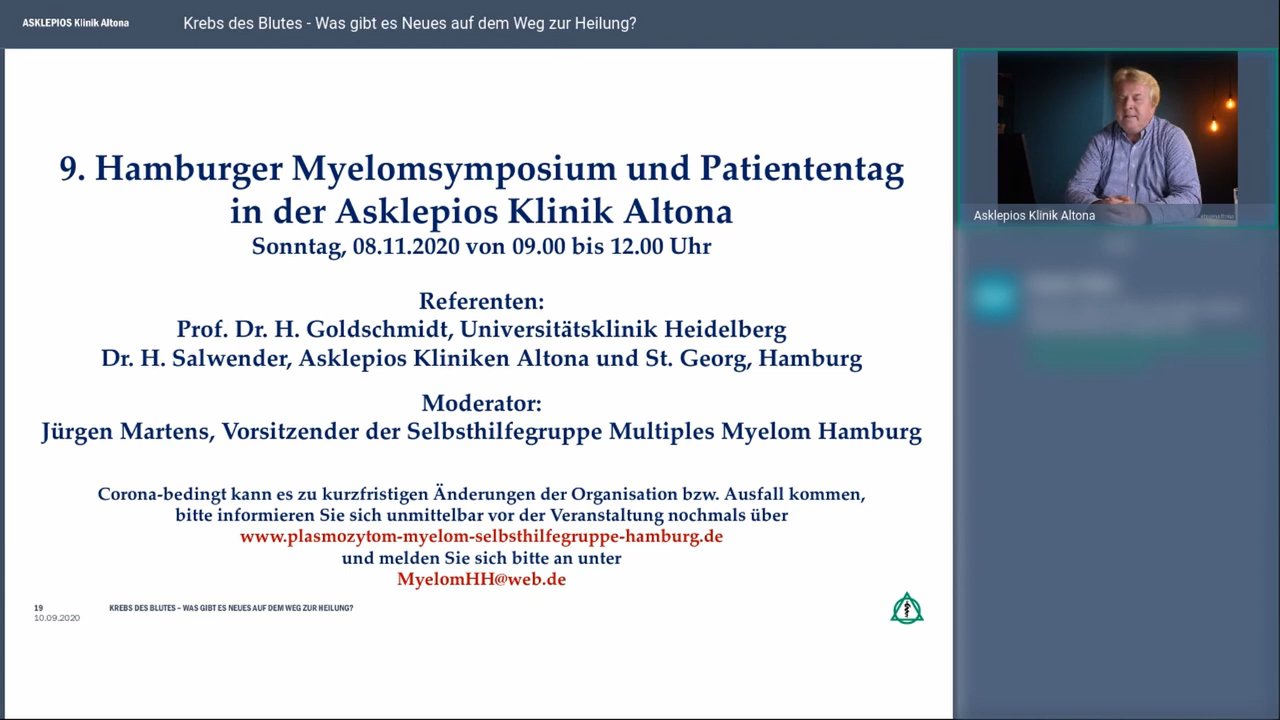 ASKLEPIOS Klinik Altona
Krebs des Blutes - Was gibt es Neues auf dem Weg zur Heilung?
9. Hamburger Myelomsymposium und Patiententag
in der Asklepios Klinik Altona
Sonntag, 08.11.2020 von 09.00 bis 12.00 Uhr
Referenten:
Prof. Dr. H. Goldschmidt, Universitätsklinik Heidelberg
Dr. H. Salwender, Asklepios Kliniken Altona und St. Georg, Hamburg
Moderator:
Jürgen Martens, Vorsitzender der Selbsthilfegruppe Multiples Myelom Hamburg
Corona-bedingt kann es zu kurzfristigen Änderungen der Organisation bzw. Ausfall kommen,
bitte informieren Sie sich unmittelbar vor der Veranstaltung nochmals über
www.plasmozytom-myelom-selbsthilfegruppe-hamburg.de
und melden Sie sich bitte an unter
MyelomHH@web.de
19
KREBS DES BLUTES – WAS GIBT ES NEUES AUF DEM WEG ZUR HEILUNG?
10.09.2020
Asklepios Klinik Altona